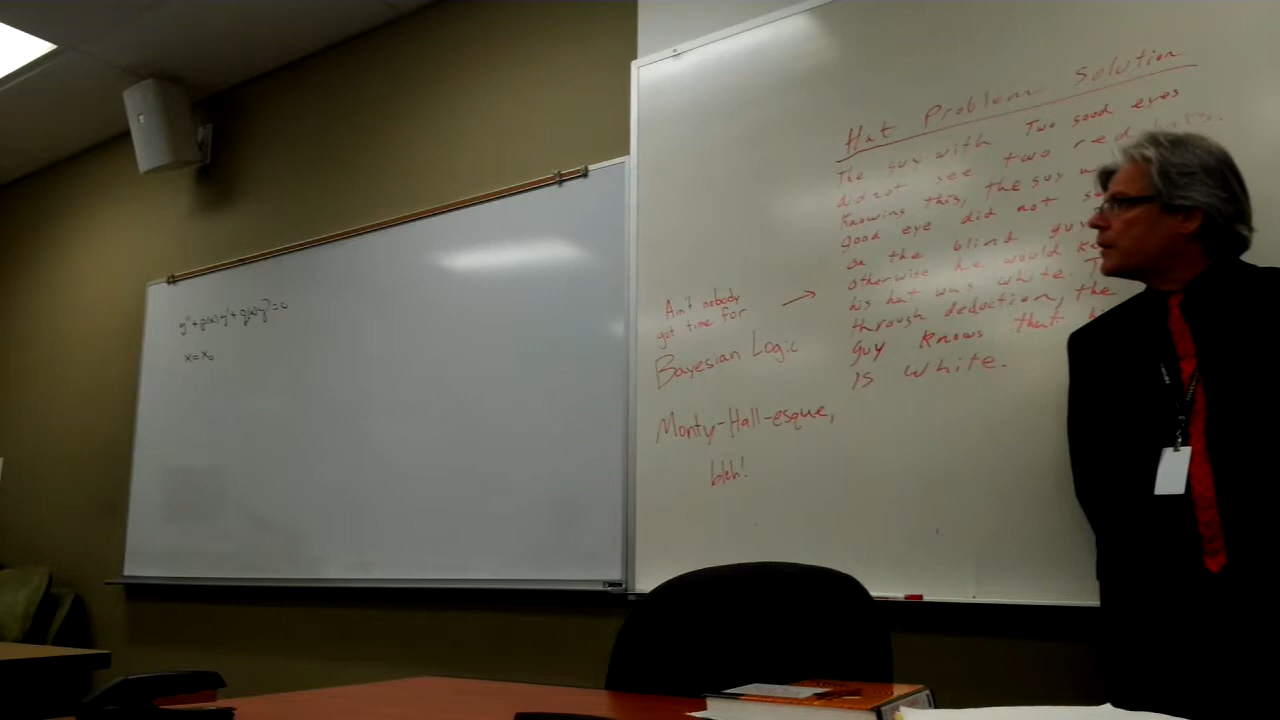 y'' + p(x)y' + q(x)y = 0
x = x₀
Ain't nobody
got time for
Bayesian Logic
Monty-Hall-esque,
bleh!
Hat Problem Solution
The guy with Two good eyes
did not see two red
Knowing this, the guy
good eye did not
on the blind guy
otherwise he would
his hat was white.
through deduction, the
guy knows that
is white.